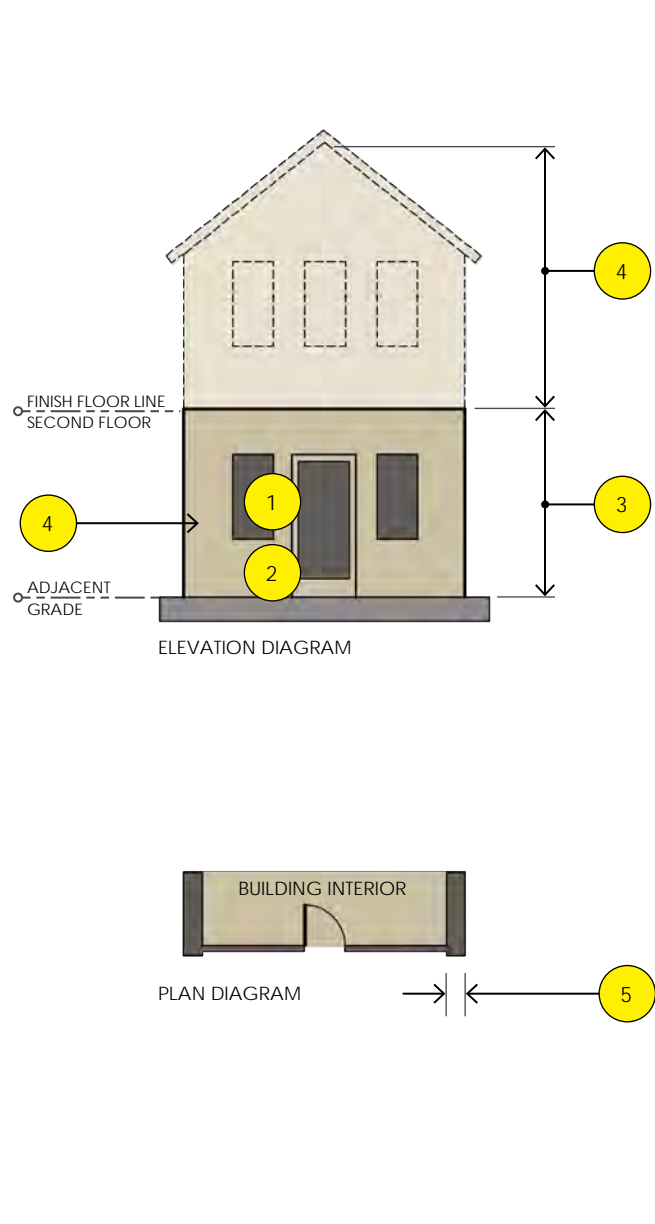 4
FINISH FLOOR LINE
SECOND FLOOR
1
3
4
2
ADJACENT
GRADE
ELEVATION DIAGRAM
BUILDING INTERIOR
PLAN DIAGRAM
5